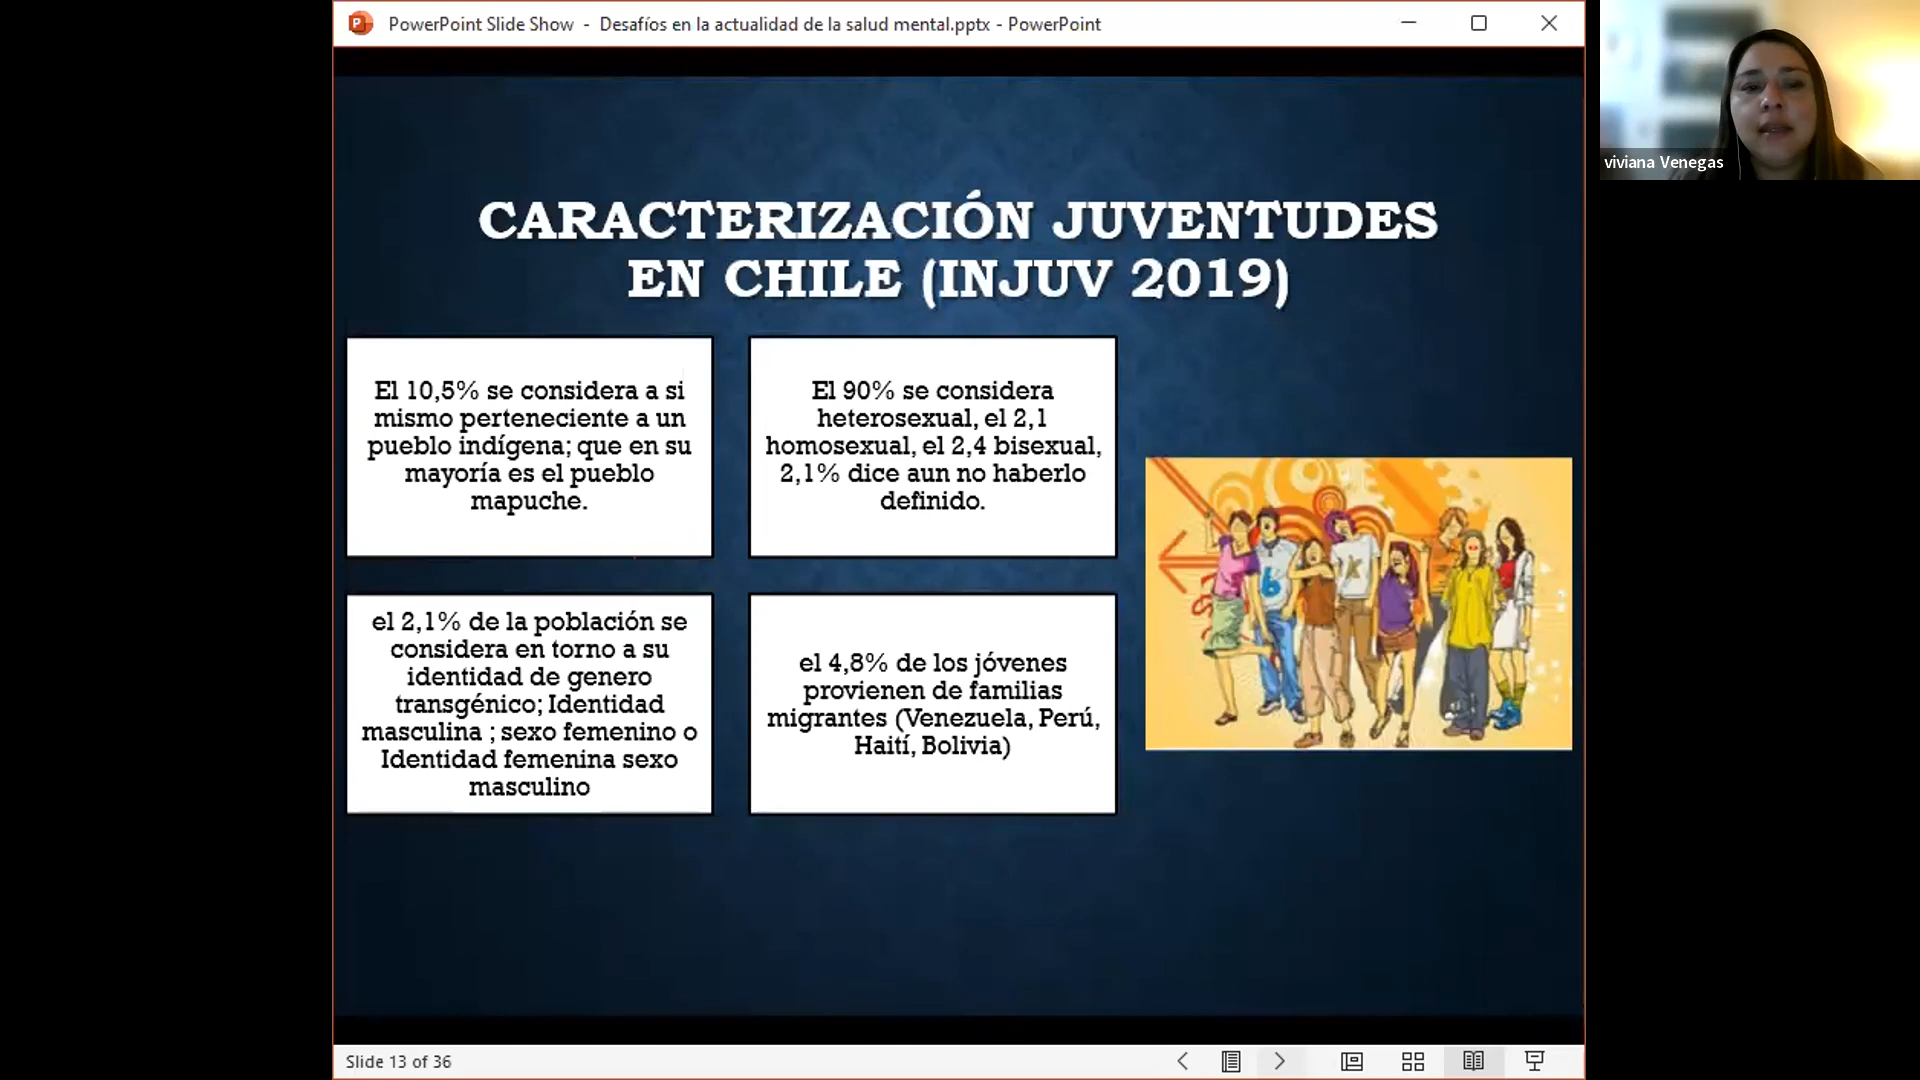 PowerPoint Slide Show - Desafíos en la actualidad de la salud mental.pptx - PowerPoint
viviana Venegas
CARACTERIZACIÓN JUVENTUDES
EN CHILE (INJUV 2019)
El 10,5% se considera a si
mismo perteneciente a un
pueblo indígena; que en su
mayoría es el pueblo
mapuche.
El 90% se considera
heterosexual, el 2,1
homosexual, el 2,4 bisexual,
2,1% dice aun no haberlo
definido.
el 2,1% de la población se
considera en torno a su
identidad de genero
transgénico; Identidad
masculina ; sexo femenino o
Identidad femenina sexo
masculino
el 4,8% de los jóvenes
provienen de familias
migrantes (Venezuela, Perú,
Haití, Bolivia)
b
k
Slide 13 of 36